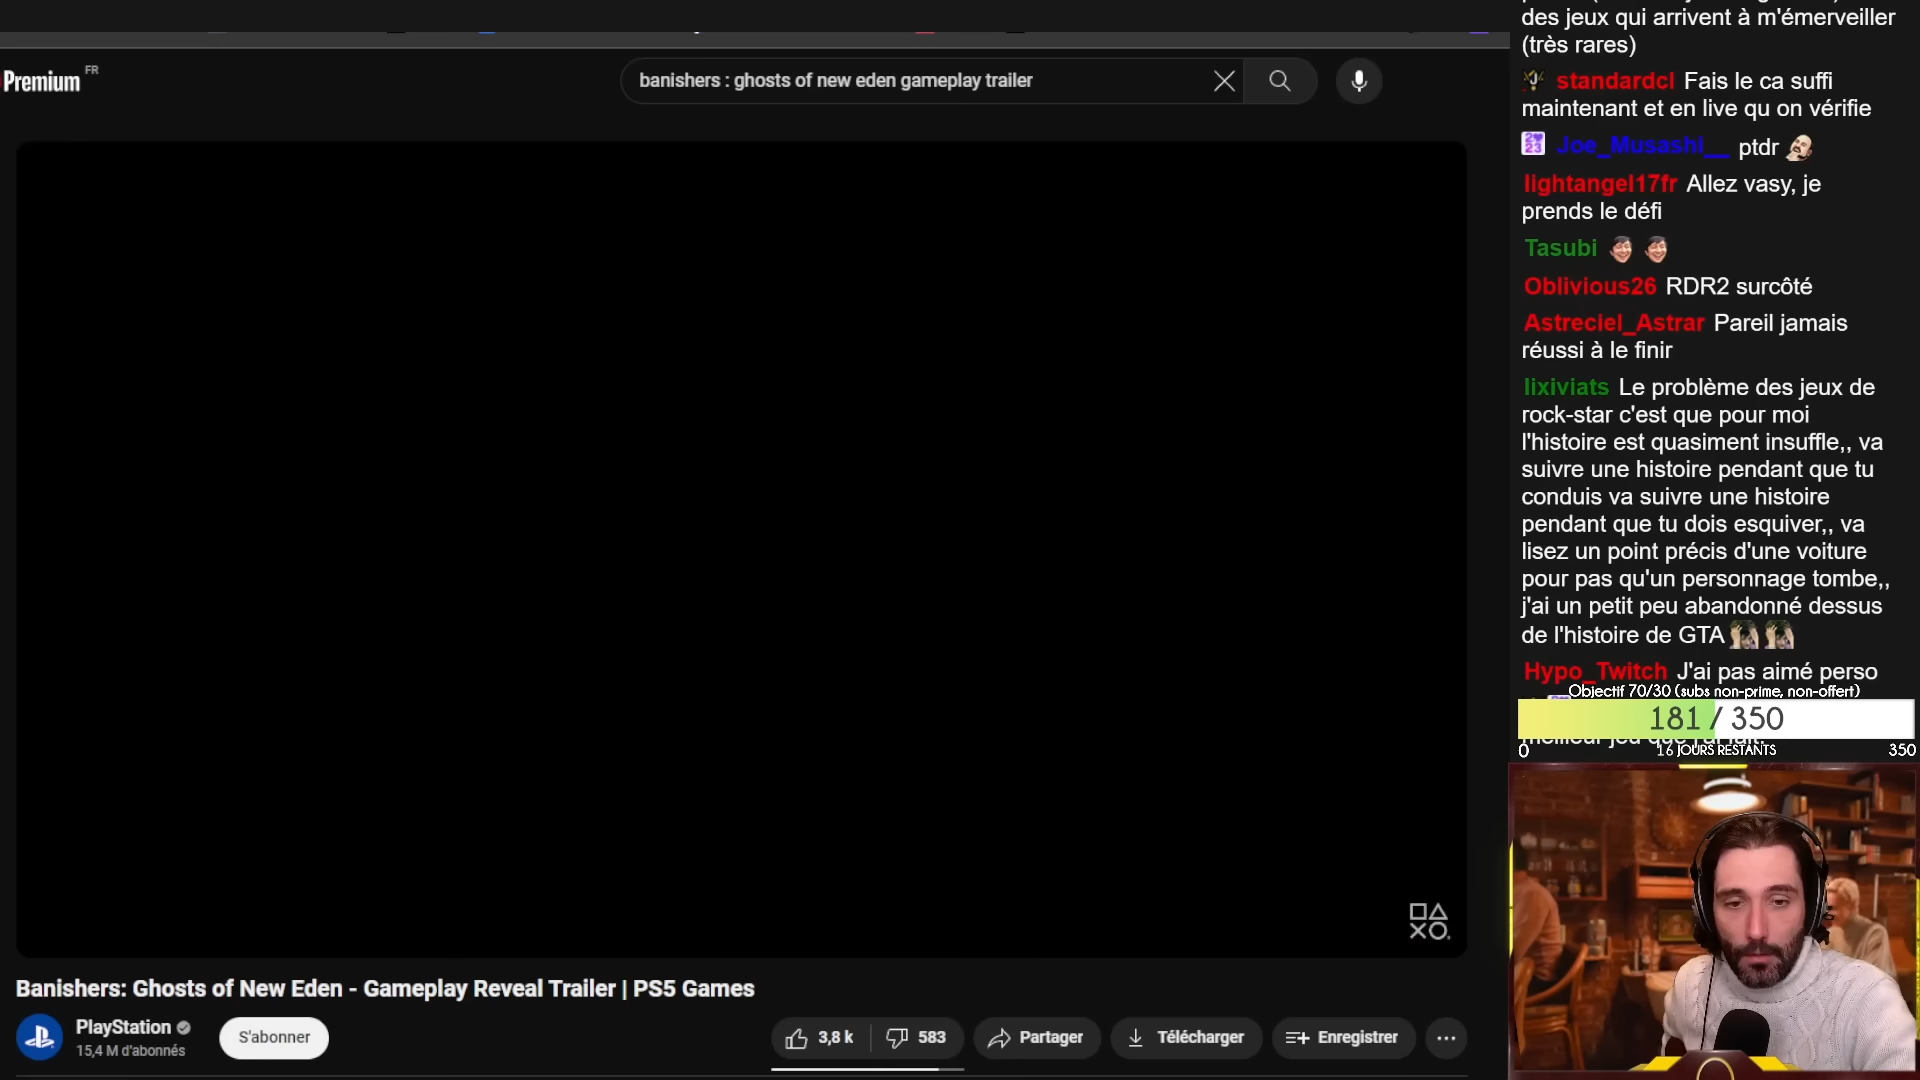 Premium FR
banishers : ghosts of new eden gameplay trailer
Banishers: Ghosts of New Eden - Gameplay Reveal Trailer | PS5 Games
PlayStation
15,4 M d'abonnés
S'abonner
3,8 k
583
Partager
Télécharger
Enregistrer
des jeux qui arrivent à m'émerveiller
(très rares)
standardcl Fais le ca suffi
maintenant et en live qu on vérifie
Joe_Musashi__ ptdr
lightangel17fr Allez vasy, je
prends le défi
Tasubi
Oblivious26 RDR2 surcôté
Astreciel_Astrar Pareil jamais
réussi à le finir
lixiviats Le problème des jeux de
rock-star c'est que pour moi
l'histoire est quasiment insuffle,, va
suivre une histoire pendant que tu
conduis va suivre une histoire
pendant que tu dois esquiver,, va
lisez un point précis d'une voiture
pour pas qu'un personnage tombe,,
j'ai un petit peu abandonné dessus
de l'histoire de GTA
Hypo_Twitch J'ai pas aimé perso
Objectif 70/30 (subs non-prime, non-offert)
181 / 350
0 16 JOURS RESTANTS 350